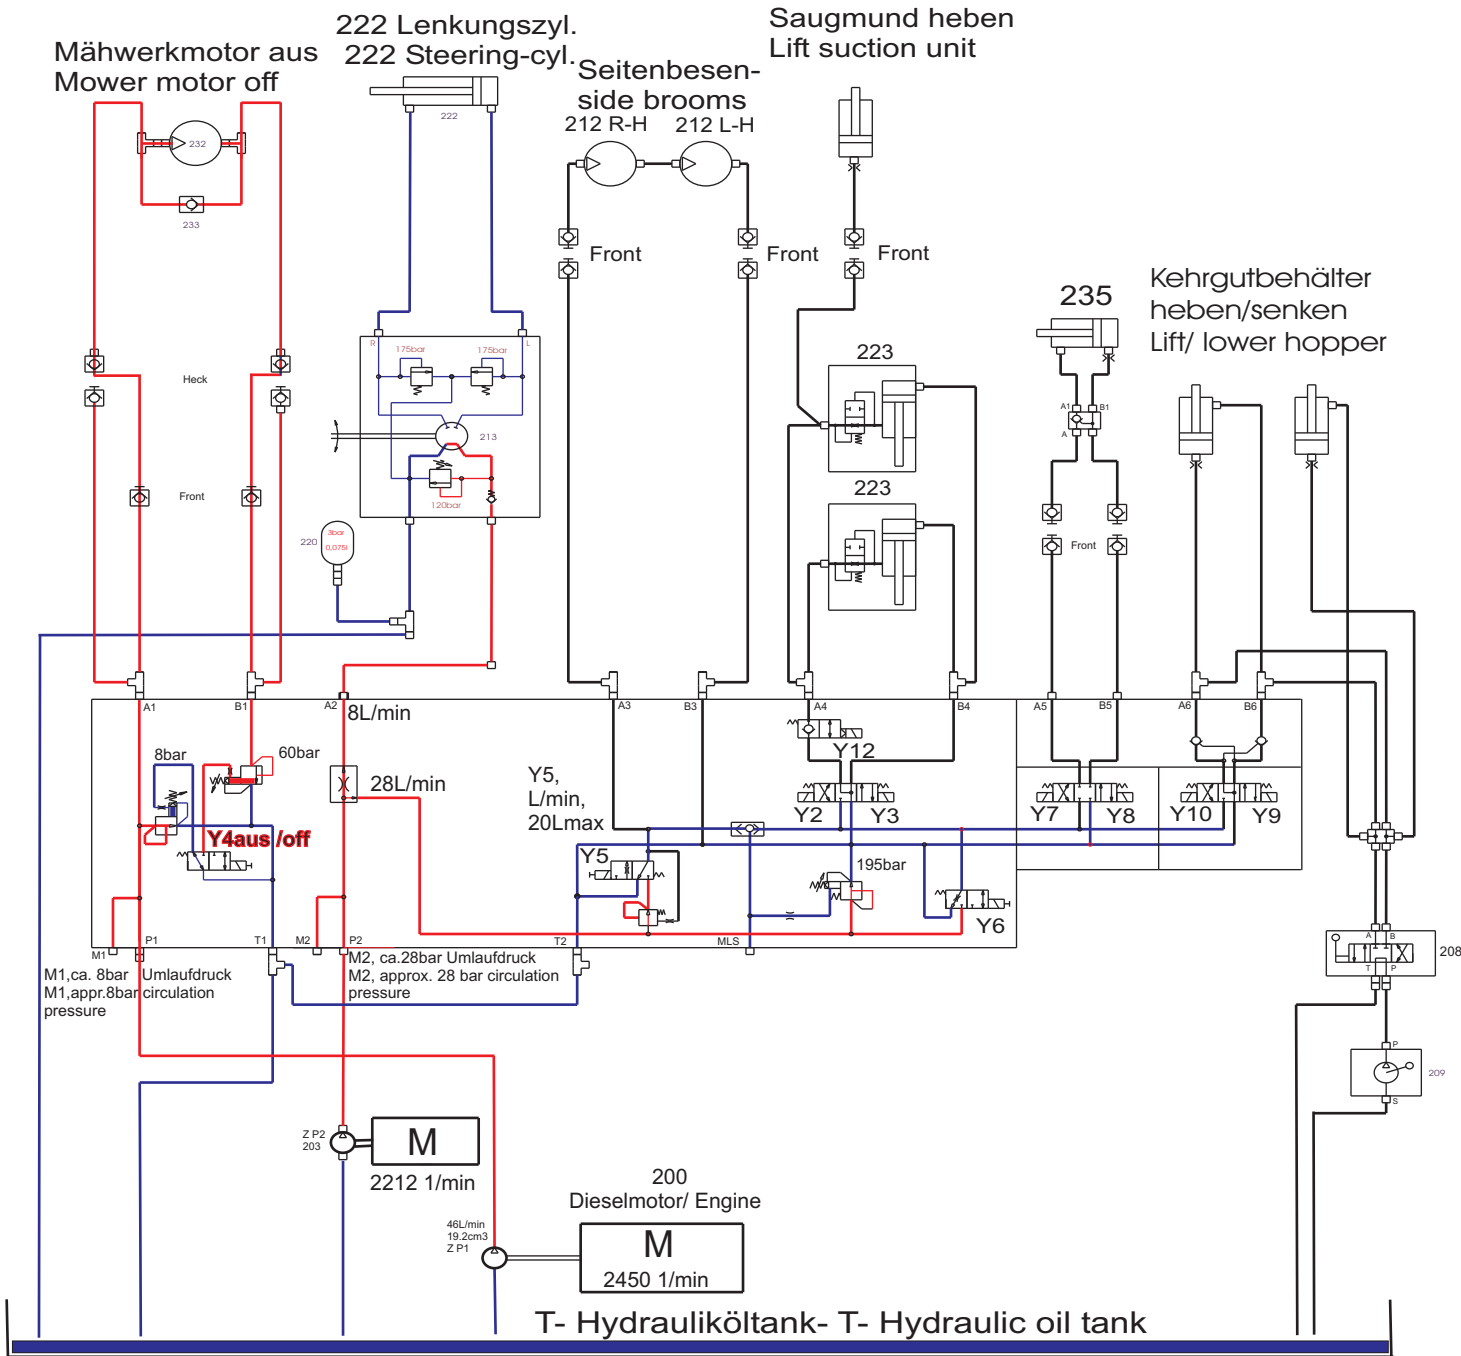 222 Lenkungszyl.
222 Steering-cyl.
Saugmund heben
Lift suction unit
Mähwerkmotor aus
Mower motor off
Seitenbesen-
side brooms
212 R-H
212 L-H
222
232
233
Front
Front
Front
Kehrgutbehälter
heben/senken
Lift/ lower hopper
235
R
L
175bar
175bar
223
Heck
A1
B1
A
213
Front
120bar
223
220
3bar
0,075l
Front
A1
B1
A2
8L/min
A3
B3
A4
B4
A5
B5
A6
B6
8bar
60bar
28L/min
Y12
Y5,
L/min,
20Lmax
Y2
Y3
Y7
Y8
Y10
Y9
Y4aus /off
Y5
195bar
Y6
A
B
208
T
P
M1
P1
T1
M2
P2
T2
MLS
M1,ca. 8bar Umlaufdruck
M1,appr.8bar circulation
pressure
M2, ca.28bar Umlaufdruck
M2, approx. 28 bar circulation
pressure
P
209
S
Z P2
203
M
2212 1/min
200
Dieselmotor/ Engine
46L/min
19.2cm3
Z P1
M
2450 1/min
T- Hydrauliköltank- T- Hydraulic oil tank